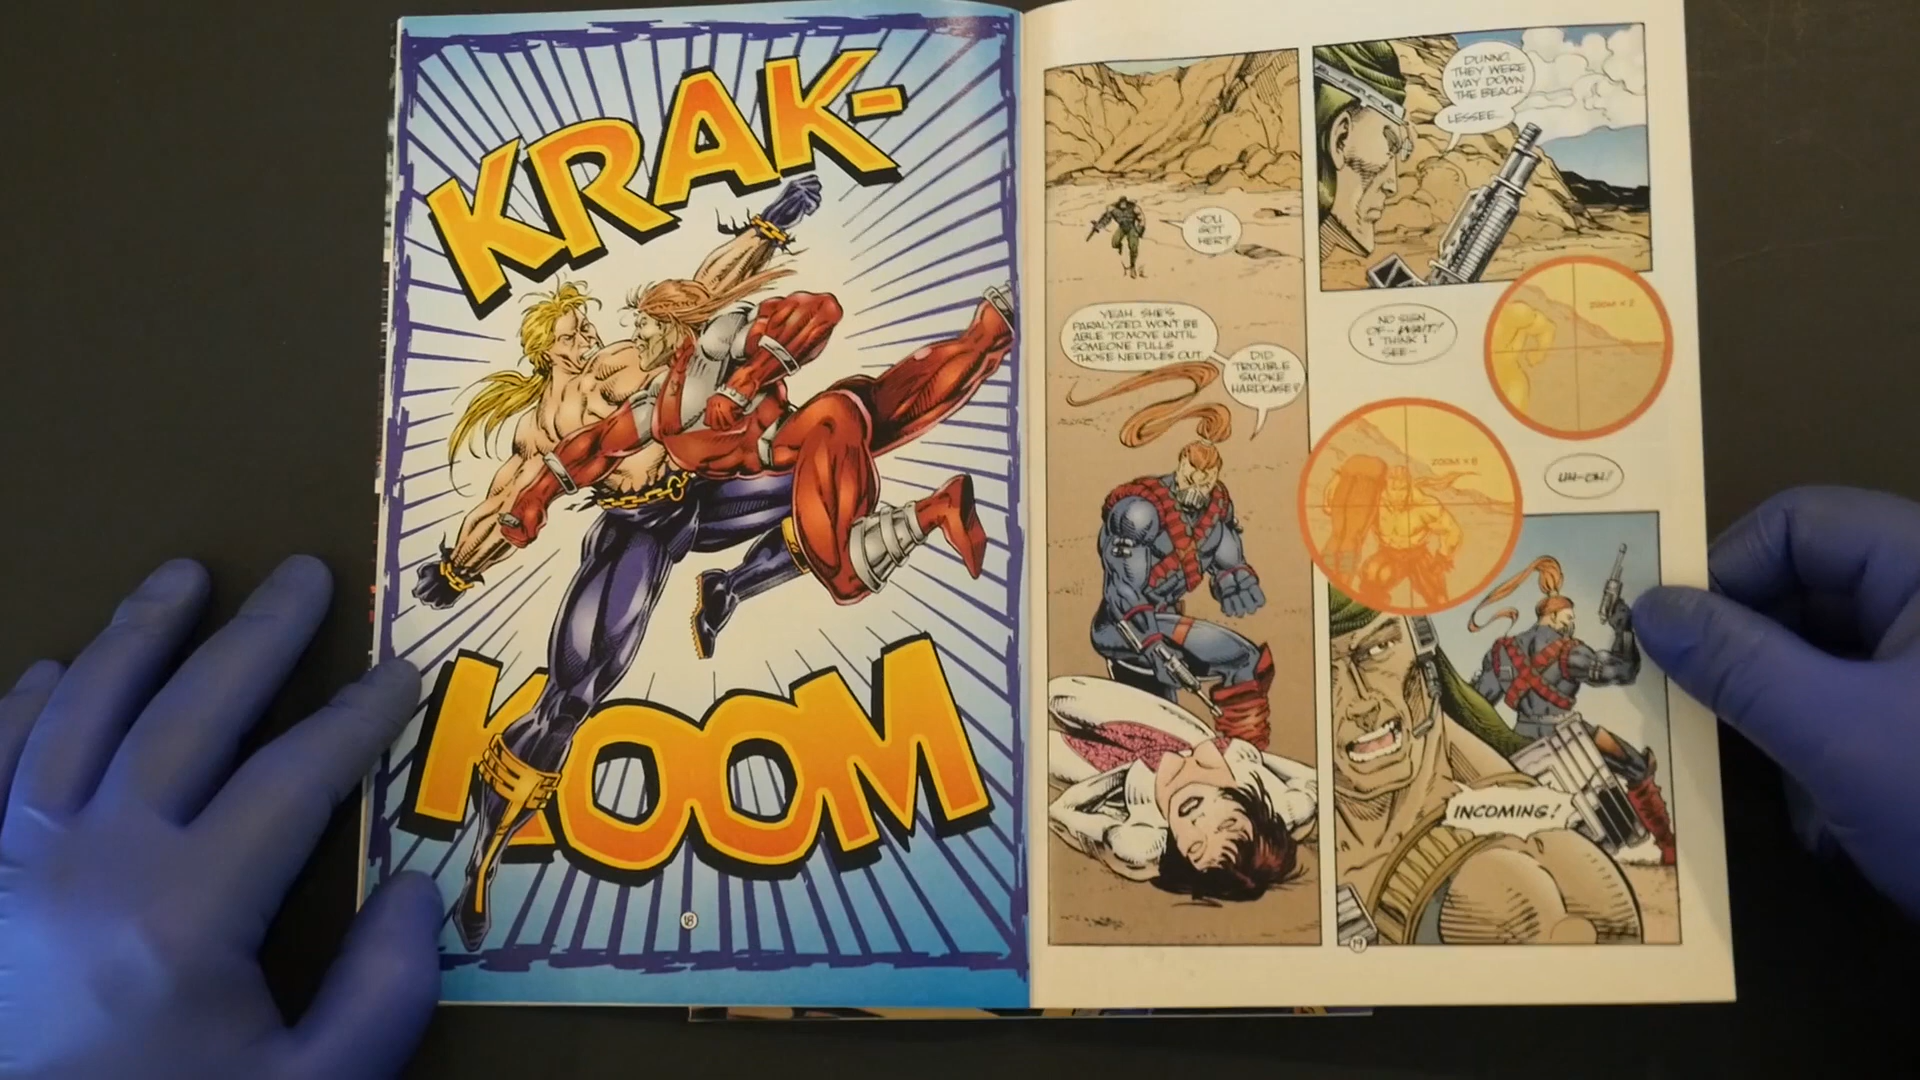 KRAK-
KOOM
18
YOU
GOT
HER?
YEAH. SHE'S
PARALYZED. WON'T BE
ABLE TO MOVE UNTIL
SOMEONE PULLS
THOSE NEEDLES OUT.
DID
TROUBLE
SMOKE
HARDCASE?
DUNNO.
THEY WERE
WAY DOWN
THE BEACH.
LESSEE...
ZOOM x 2
NO SIGN
OF-- WAIT!
I THINK I
SEE--
ZOOM x 8
UH-OH!
INCOMING!
19